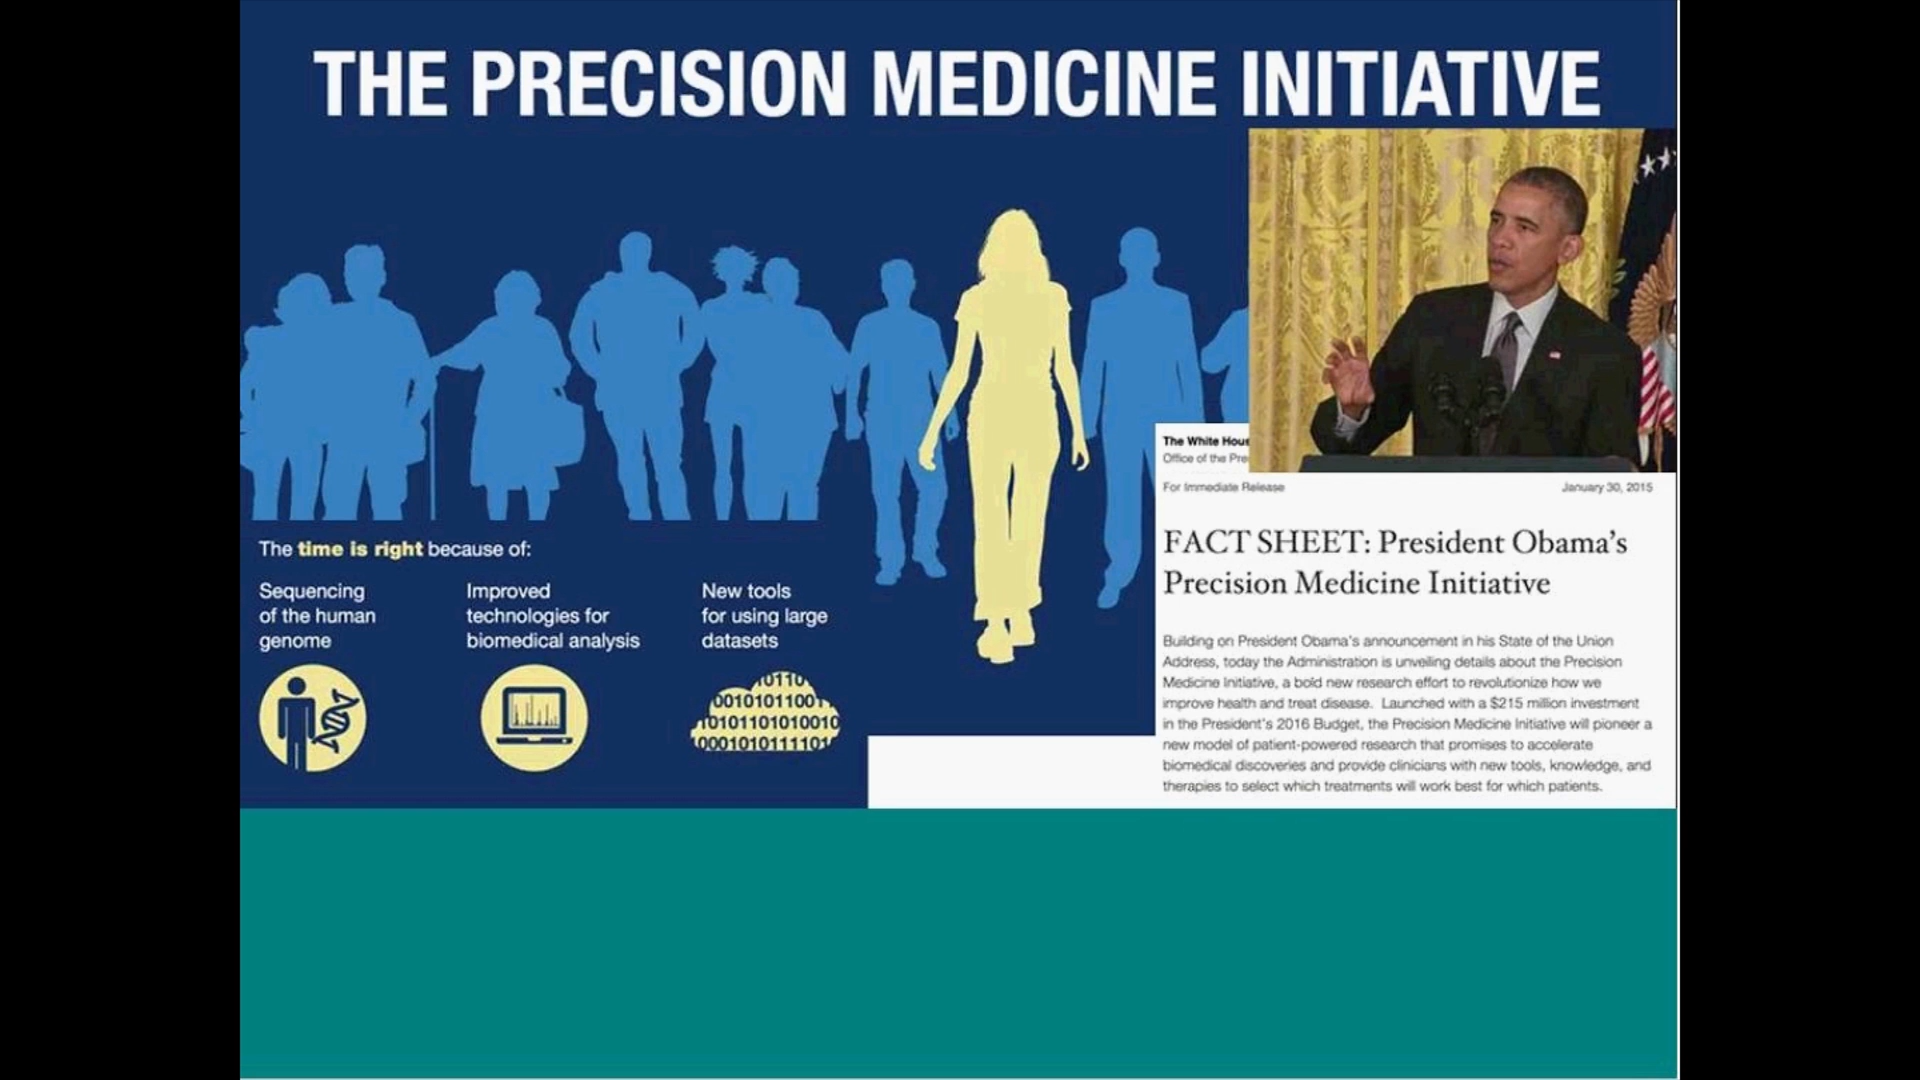 THE PRECISION MEDICINE INITIATIVE
The time is right because of:
Sequencing
of the human
genome
Improved
technologies for
biomedical analysis
New tools
for using large
datasets
10110
0010101100
10101101010010
000101011110
The White
Office of the
For Immediate Release
January 30, 2015
FACT SHEET: President Obama's
Precision Medicine Initiative
Building on President Obama's announcement in his State of the Union
Address, today the Administration is unveiling details about the Precision
Medicine Initiative, a bold new research effort to revolutionize how we
improve health and treat disease. Launched with a $215 million investment
in the President's 2016 Budget, the Precision Medicine Initiative will pioneer a
new model of patient-powered research that promises to accelerate
biomedical discoveries and provide clinicians with new tools, knowledge, and
therapies to select which treatments will work best for which patients.